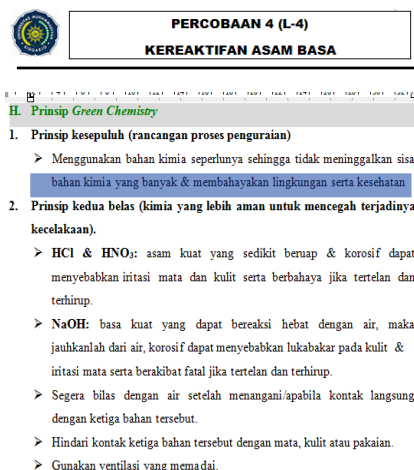 PERCOBAAN 4 (L-4)
KEREAKTIFAN ASAM BASA
H. Prinsip Green Chemistry
1. Prinsip kesepuluh (rancangan proses penguraian)
➤ Menggunakan bahan kimia seperlunya sehingga tidak meninggalkan sisa
bahan kimia yang banyak & membahayakan lingkungan serta kesehatan
2. Prinsip kedua belas (kimia yang lebih aman untuk mencegah terjadinya
kecelakaan).
➤ HCl & HNO₃: asam kuat yang sedikit beruap & korosif dapat
menyebabkan iritasi mata dan kulit serta berbahaya jika tertelan dan
terhirup.
➤ NaOH: basa kuat yang dapat bereaksi hebat dengan air, maka
jauhkanlah dari air, korosif dapat menyebabkan lukabakar pada kulit &
iritasi mata serta berakibat fatal jika tertelan dan terhirup.
➤ Segera bilas dengan air setelah menangani/apabila kontak langsung
dengan ketiga bahan tersebut.
➤ Hindari kontak ketiga bahan tersebut dengan mata, kulit atau pakaian.
➤ Gunakan ventilasi yang memadai.